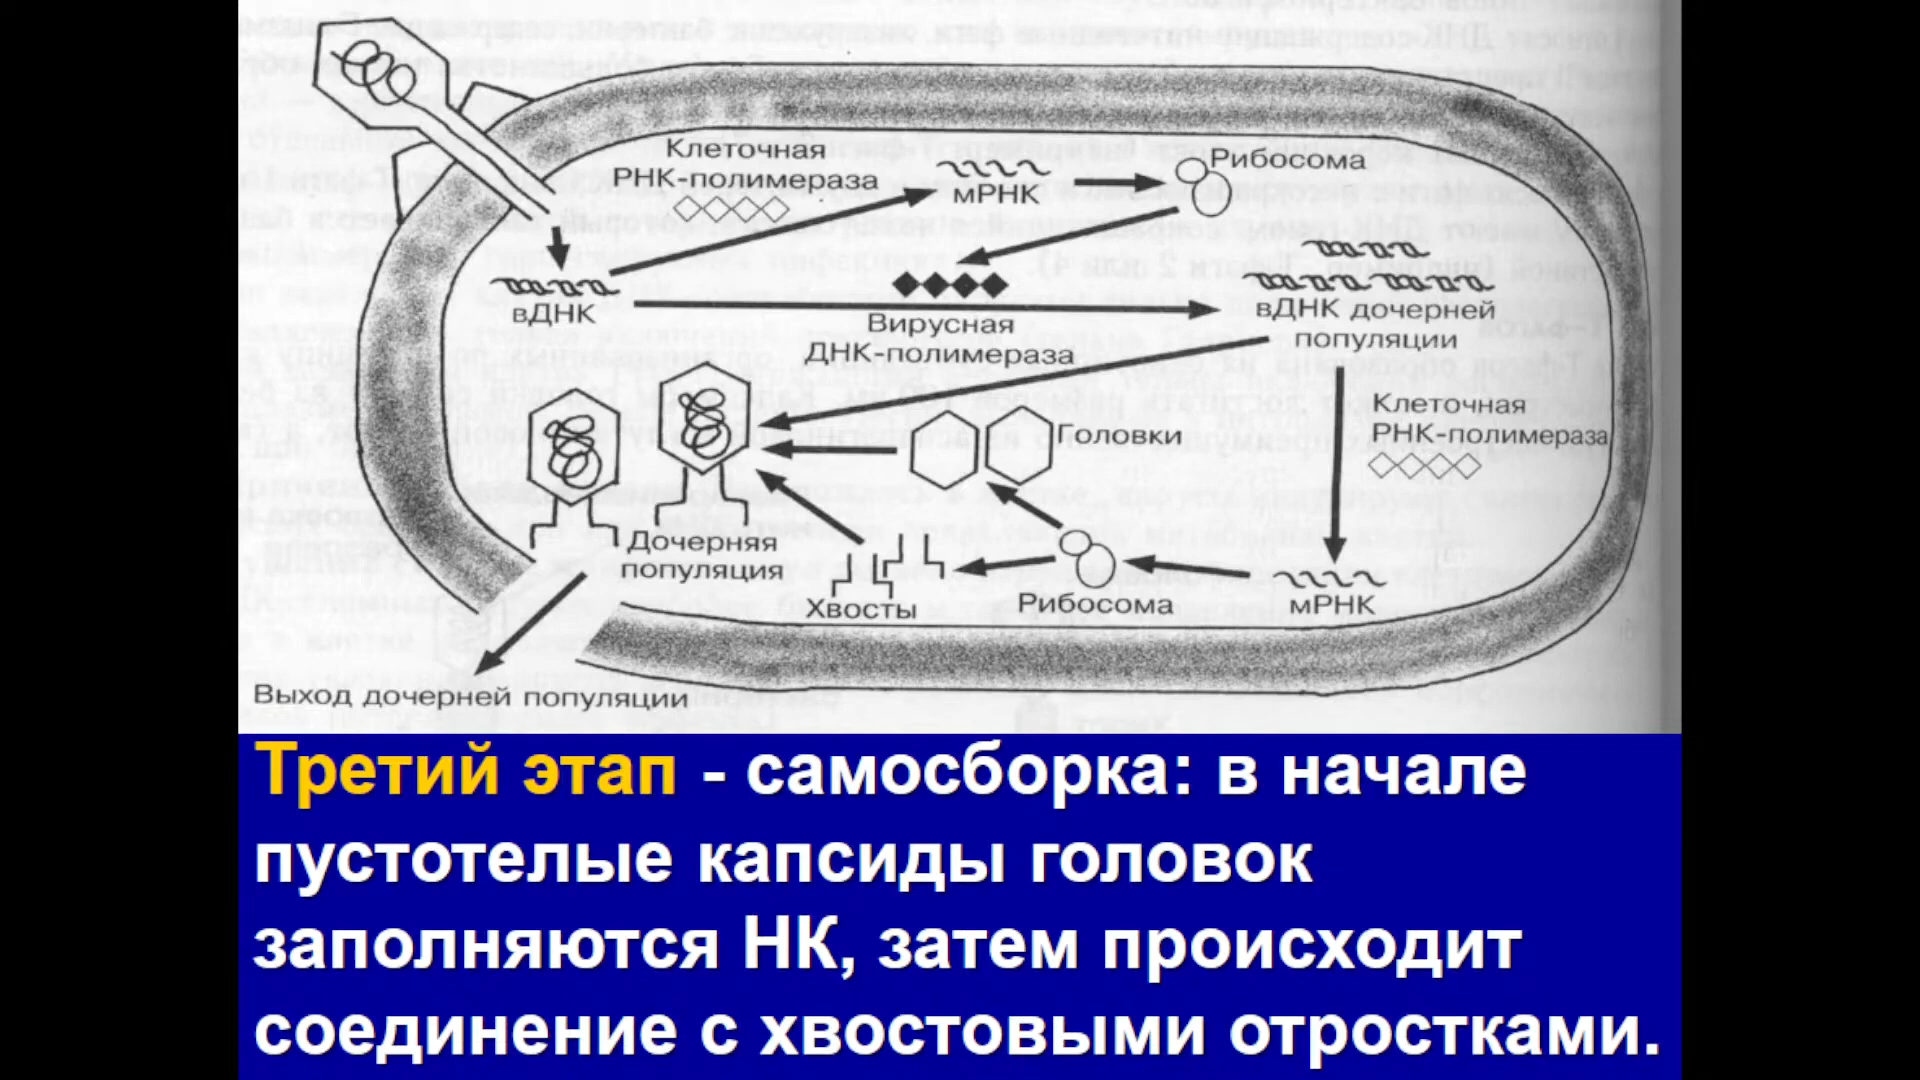 Клеточная
РНК-полимераза
мРНК
Рибосома
вДНК
Вирусная
ДНК-полимераза
вДНК дочерней
популяции
Клеточная
РНК-полимераза
Головки
Дочерняя
популяция
Хвосты
Рибосома
мРНК
Выход дочерней популяции
Третий этап - самосборка: в начале
пустотелые капсиды головок
заполняются НК, затем происходит
соединение с хвостовыми отростками.